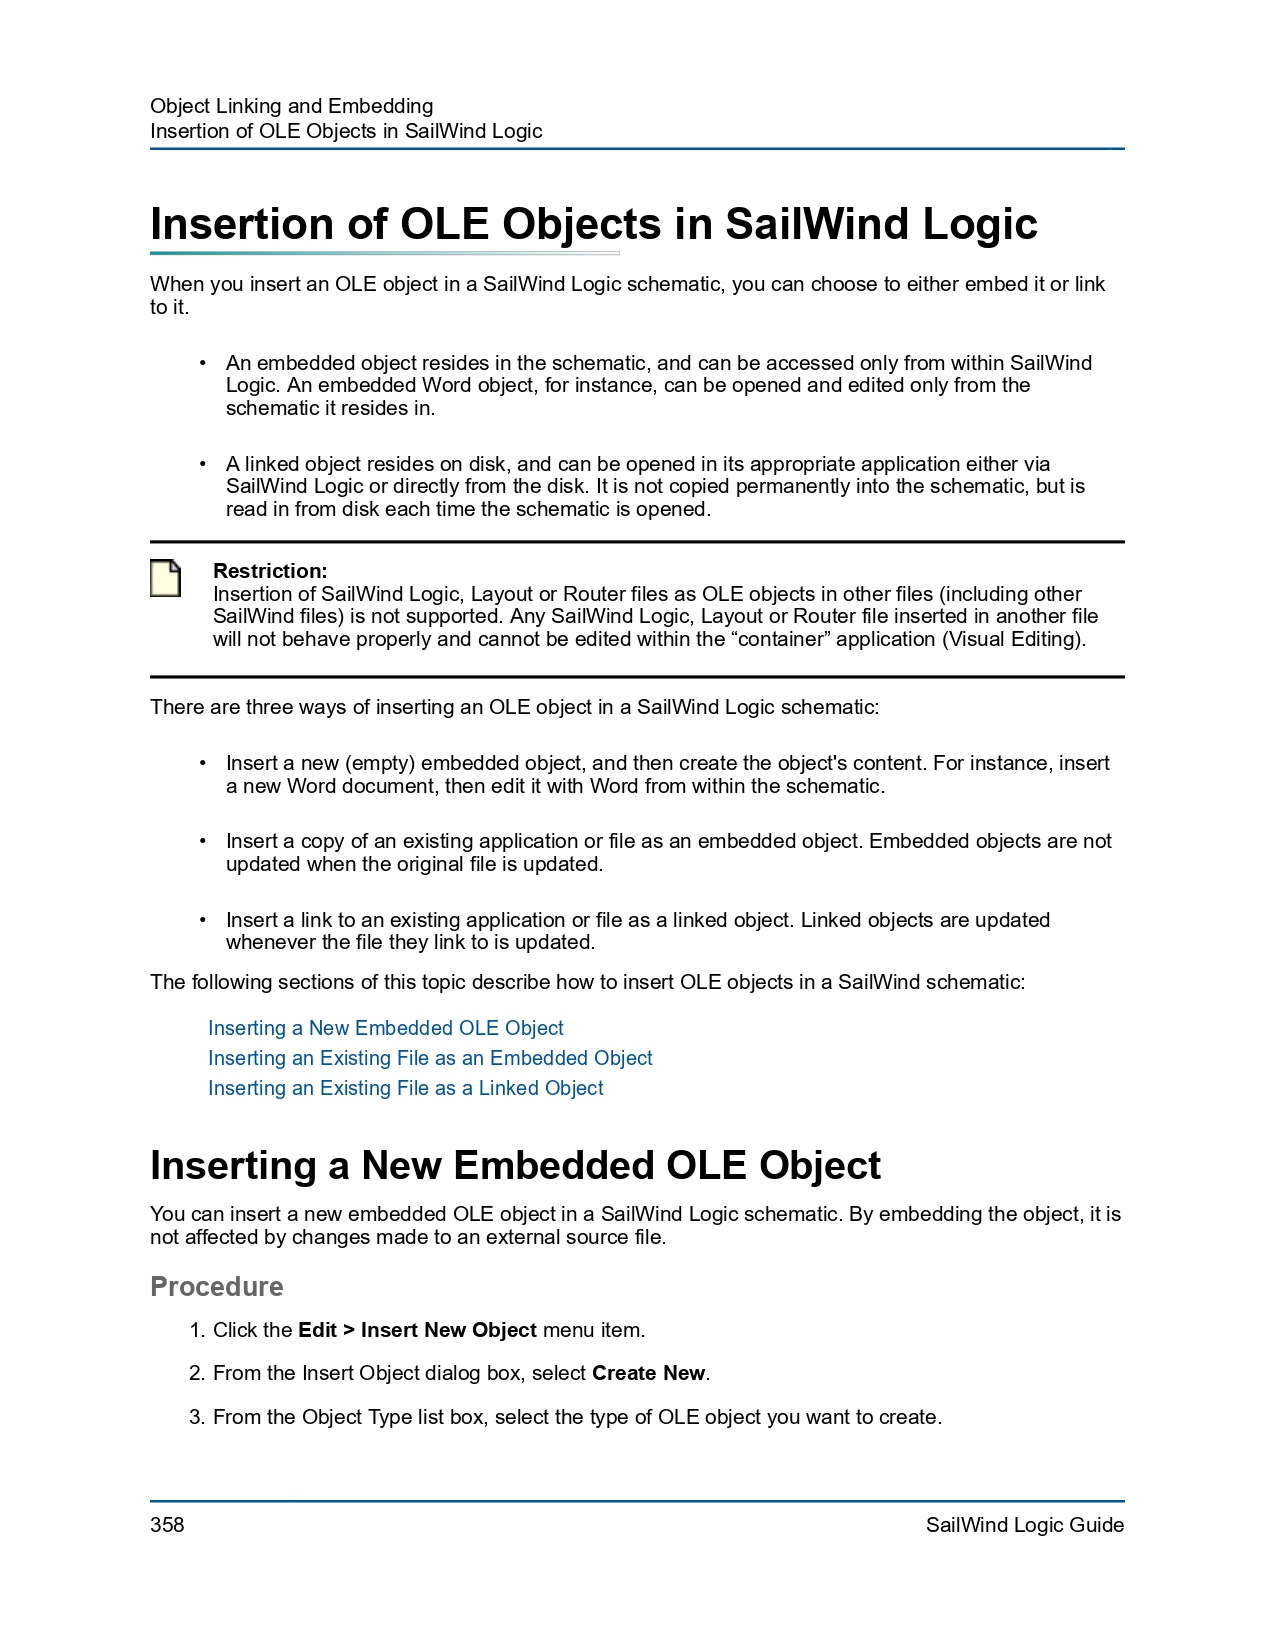 Object Linking and Embedding
Insertion of OLE Objects in SailWind Logic
Insertion of OLE Objects in SailWind Logic
When you insert an OLE object in a SailWind Logic schematic, you can choose to either embed it or link
to it.
• An embedded object resides in the schematic, and can be accessed only from within SailWind
Logic. An embedded Word object, for instance, can be opened and edited only from the
schematic it resides in.
• A linked object resides on disk, and can be opened in its appropriate application either via
SailWind Logic or directly from the disk. It is not copied permanently into the schematic, but is
read in from disk each time the schematic is opened.
Restriction:
Insertion of SailWind Logic, Layout or Router files as OLE objects in other files (including other
SailWind files) is not supported. Any SailWind Logic, Layout or Router file inserted in another file
will not behave properly and cannot be edited within the “container” application (Visual Editing).
There are three ways of inserting an OLE object in a SailWind Logic schematic:
• Insert a new (empty) embedded object, and then create the object's content. For instance, insert
a new Word document, then edit it with Word from within the schematic.
• Insert a copy of an existing application or file as an embedded object. Embedded objects are not
updated when the original file is updated.
• Insert a link to an existing application or file as a linked object. Linked objects are updated
whenever the file they link to is updated.
The following sections of this topic describe how to insert OLE objects in a SailWind schematic:
Inserting a New Embedded OLE Object
Inserting an Existing File as an Embedded Object
Inserting an Existing File as a Linked Object
Inserting a New Embedded OLE Object
You can insert a new embedded OLE object in a SailWind Logic schematic. By embedding the object, it is
not affected by changes made to an external source file.
Procedure
1. Click the Edit > Insert New Object menu item.
2. From the Insert Object dialog box, select Create New.
3. From the Object Type list box, select the type of OLE object you want to create.
358 SailWind Logic Guide